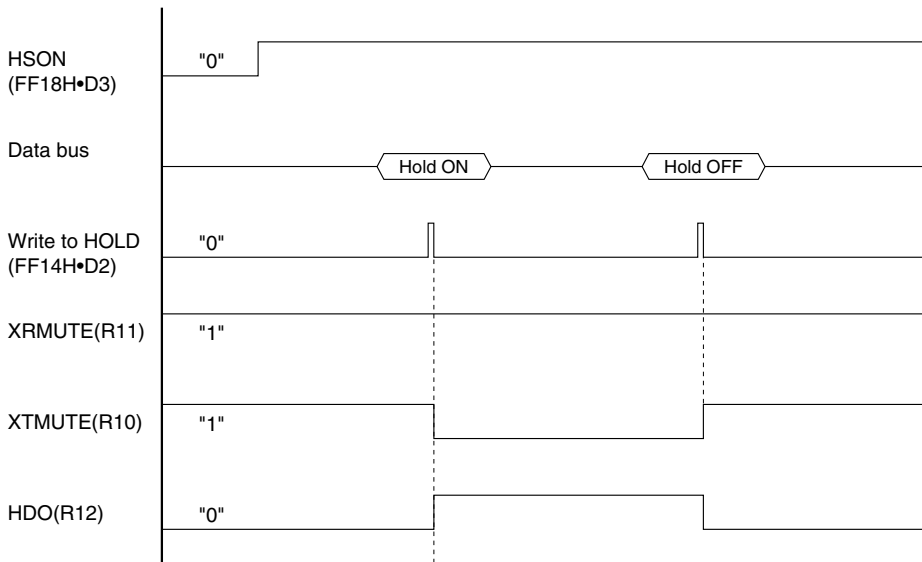 HSON
(FF18H•D3)
"0"
Data bus
Hold ON
Hold OFF
Write to HOLD
(FF14H•D2)
"0"
XRMUTE(R11)
"1"
XTMUTE(R10)
"1"
HDO(R12)
"0"